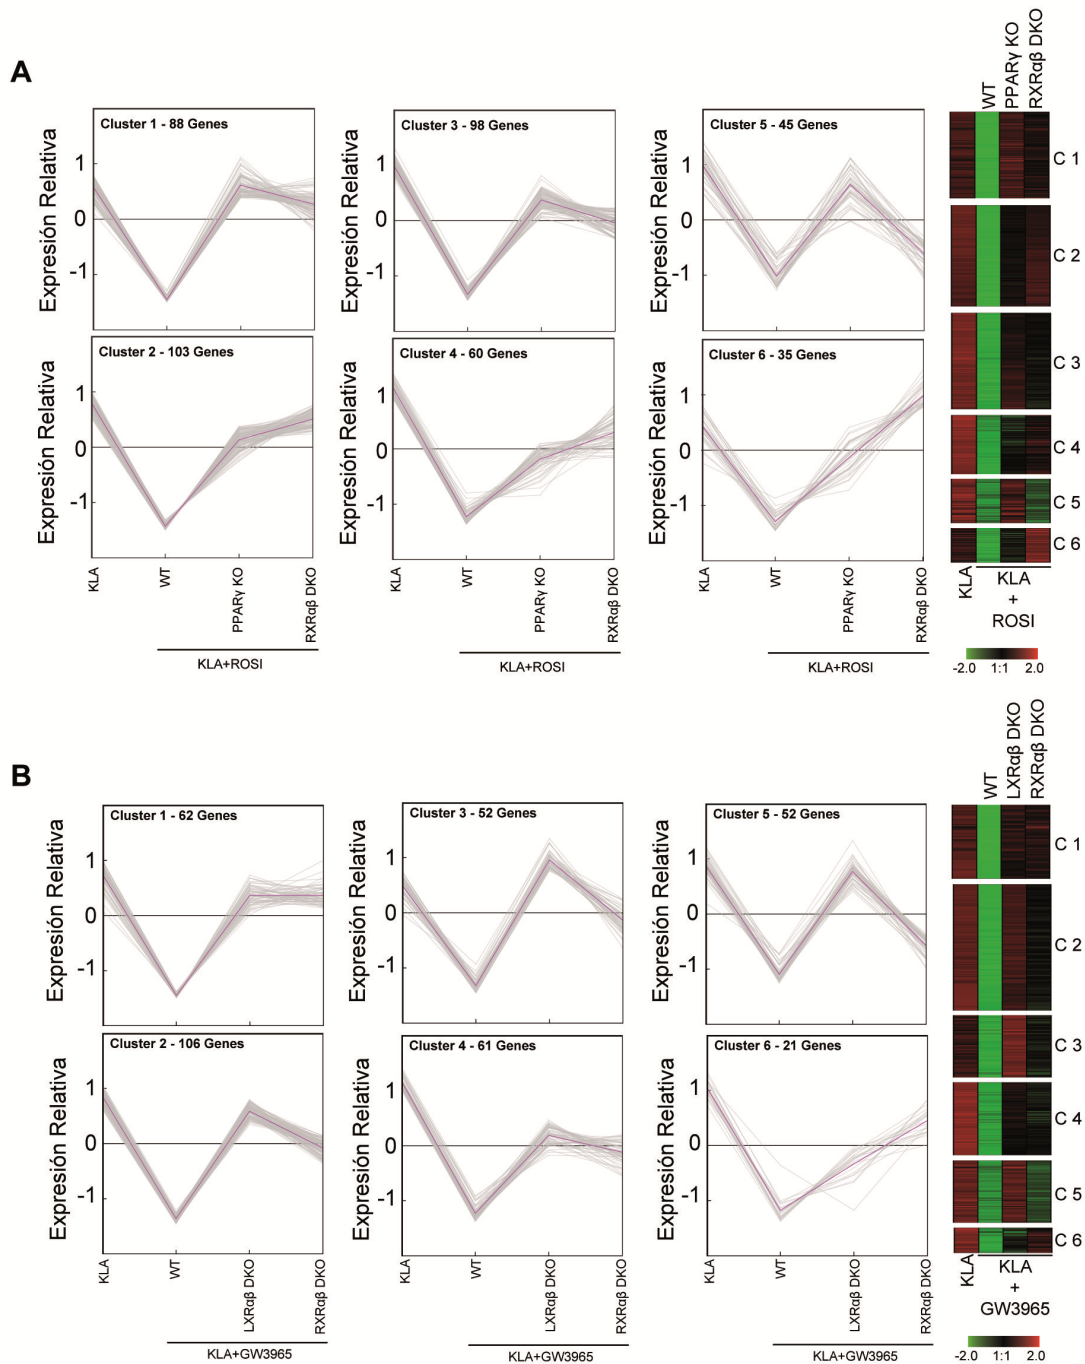 A
WT
PPARγ KO
RXRαβ DKO
Expresión Relativa
Cluster 1 - 88 Genes
1
0
-1
Expresión Relativa
Cluster 3 - 98 Genes
1
0
-1
Expresión Relativa
Cluster 5 - 45 Genes
1
0
-1
C 1
C 2
C 3
C 4
C 5
C 6
Expresión Relativa
Cluster 2 - 103 Genes
1
0
-1
Expresión Relativa
Cluster 4 - 60 Genes
1
0
-1
Expresión Relativa
Cluster 6 - 35 Genes
1
0
-1
KLA
WT
PPARγ KO
RXRαβ DKO
KLA+ROSI
KLA
WT
PPARγ KO
RXRαβ DKO
KLA+ROSI
KLA
WT
PPARγ KO
RXRαβ DKO
KLA+ROSI
KLA
KLA
+
ROSI
-2.0 1:1 2.0
B
WT
LXRαβ DKO
RXRαβ DKO
Expresión Relativa
Cluster 1 - 62 Genes
1
0
-1
Expresión Relativa
Cluster 3 - 52 Genes
1
0
-1
Expresión Relativa
Cluster 5 - 52 Genes
1
0
-1
C 1
C 2
C 3
C 4
C 5
C 6
Expresión Relativa
Cluster 2 - 106 Genes
1
0
-1
Expresión Relativa
Cluster 4 - 61 Genes
1
0
-1
Expresión Relativa
Cluster 6 - 21 Genes
1
0
-1
KLA
WT
LXRαβ DKO
RXRαβ DKO
KLA+GW3965
KLA
WT
LXRαβ DKO
RXRαβ DKO
KLA+GW3965
KLA
WT
LXRαβ DKO
RXRαβ DKO
KLA+GW3965
KLA
KLA
+
GW3965
-2.0 1:1 2.0